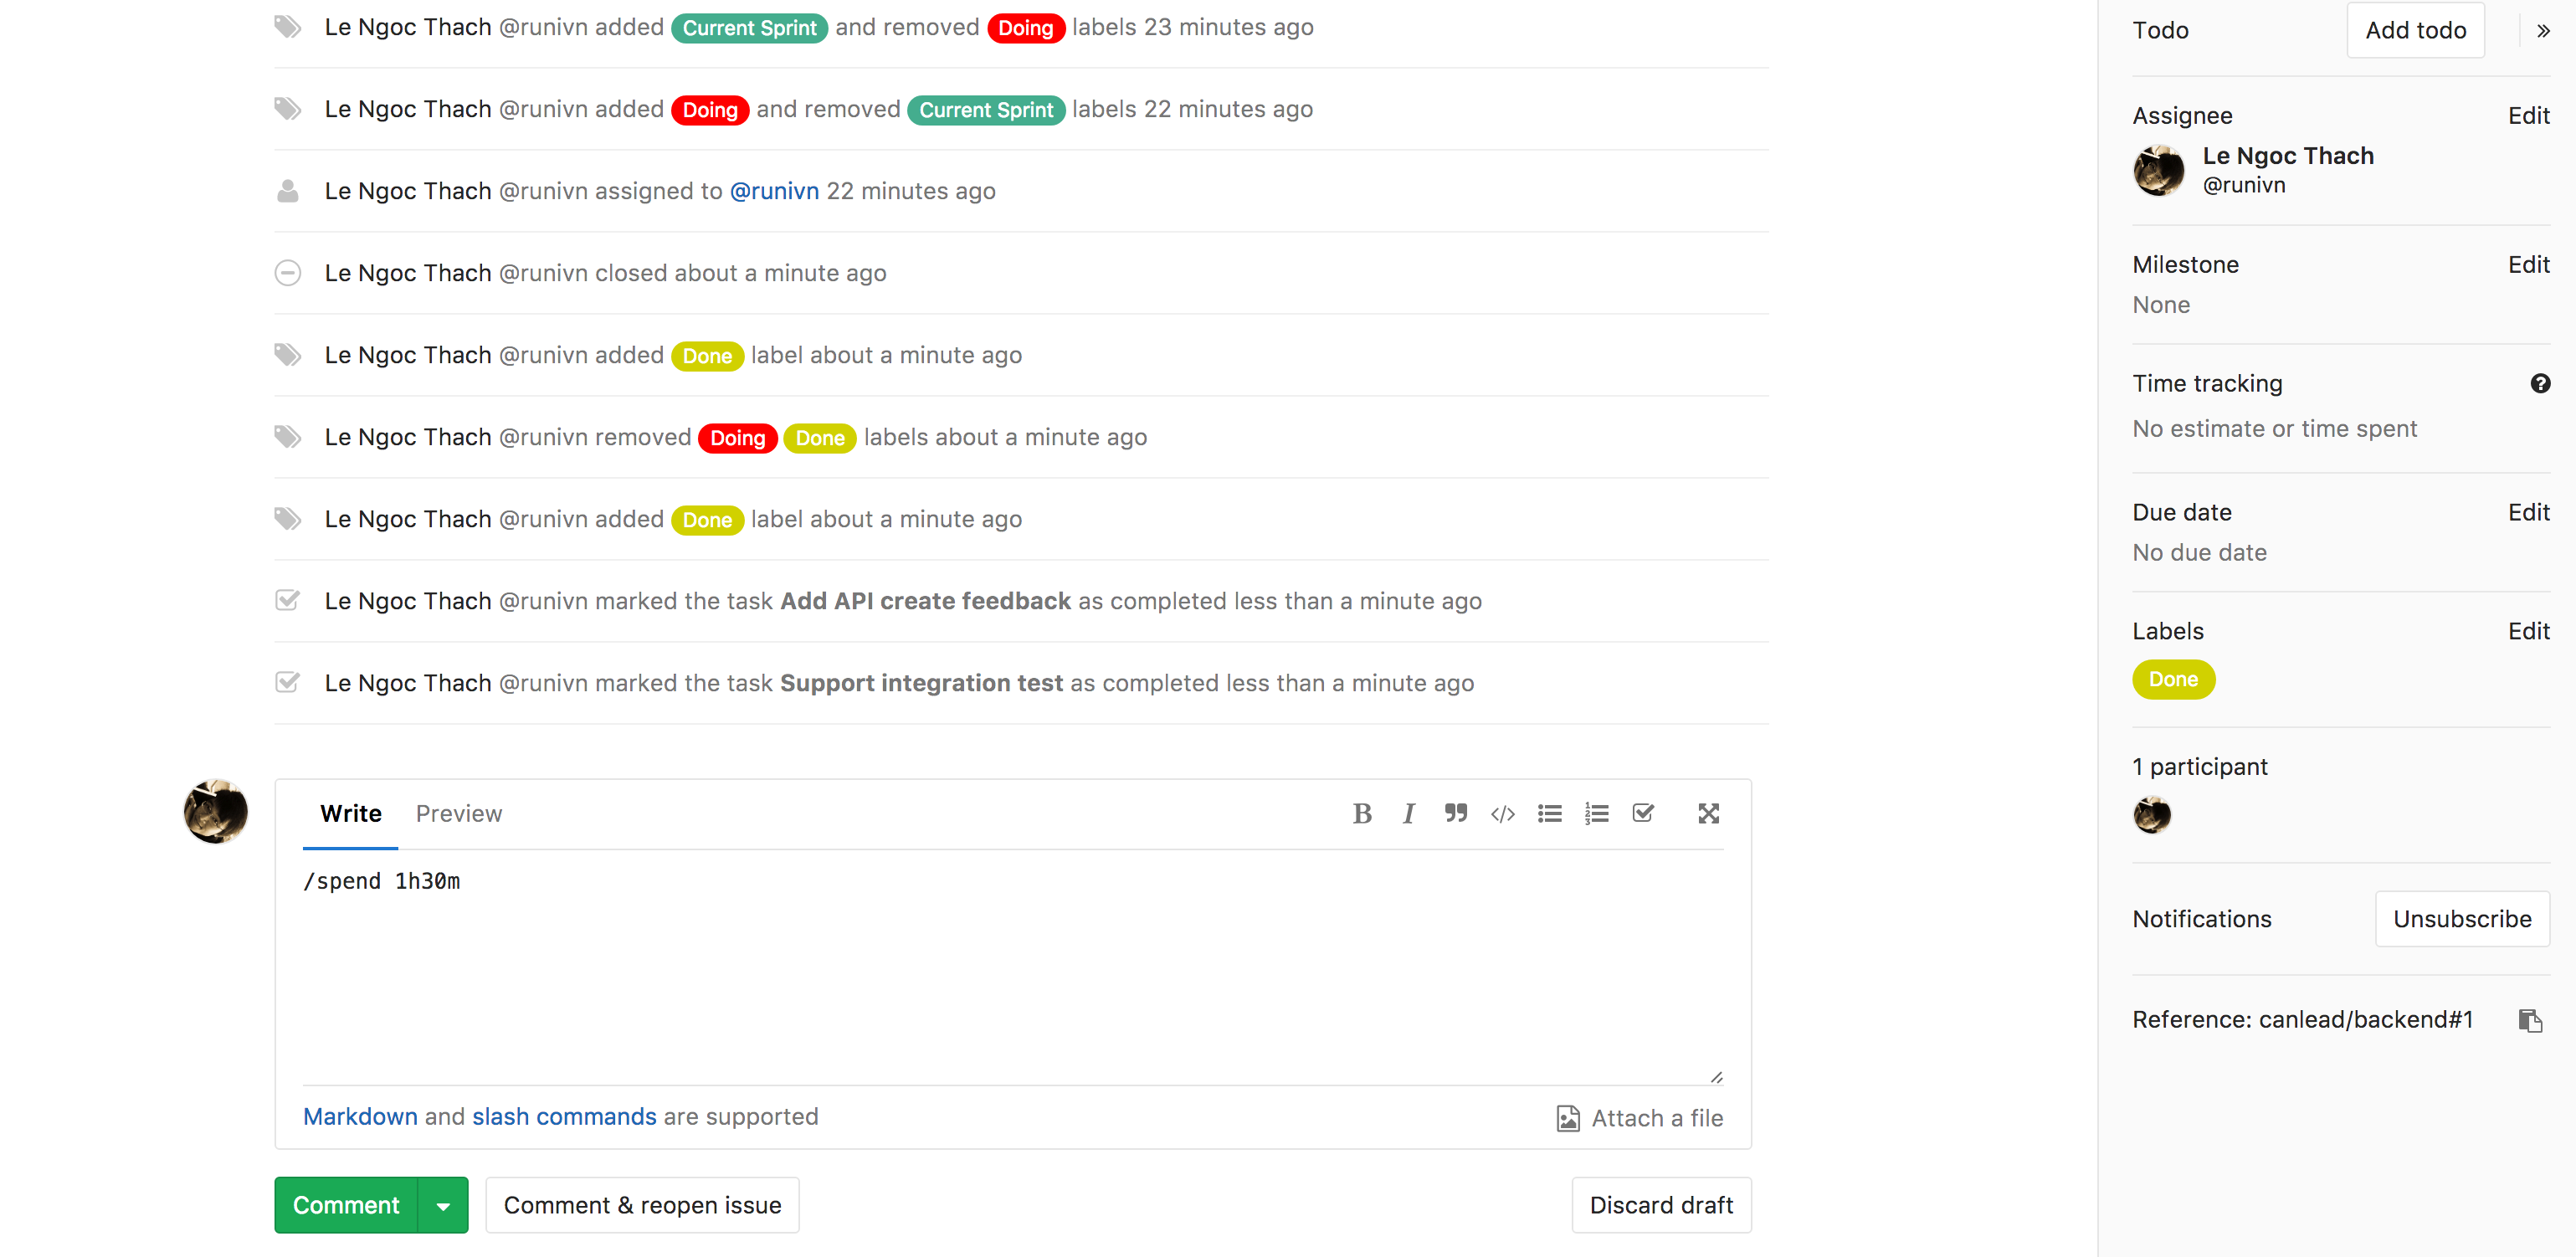 Le Ngoc Thach @runivn added Current Sprint and removed Doing labels 23 minutes ago
Le Ngoc Thach @runivn added Doing and removed Current Sprint labels 22 minutes ago
Le Ngoc Thach @runivn assigned to @runivn 22 minutes ago
Le Ngoc Thach @runivn closed about a minute ago
Le Ngoc Thach @runivn added Done label about a minute ago
Le Ngoc Thach @runivn removed Doing Done labels about a minute ago
Le Ngoc Thach @runivn added Done label about a minute ago
Le Ngoc Thach @runivn marked the task Add API create feedback as completed less than a minute ago
Le Ngoc Thach @runivn marked the task Support integration test as completed less than a minute ago
Write Preview
/spend 1h30m
Markdown and slash commands are supported
Attach a file
Comment
Comment & reopen issue
Discard draft
Todo
Add todo
Assignee
Edit
Le Ngoc Thach
@runivn
Milestone
Edit
None
Time tracking
No estimate or time spent
Due date
Edit
No due date
Labels
Edit
Done
1 participant
Notifications
Unsubscribe
Reference: canlead/backend#1